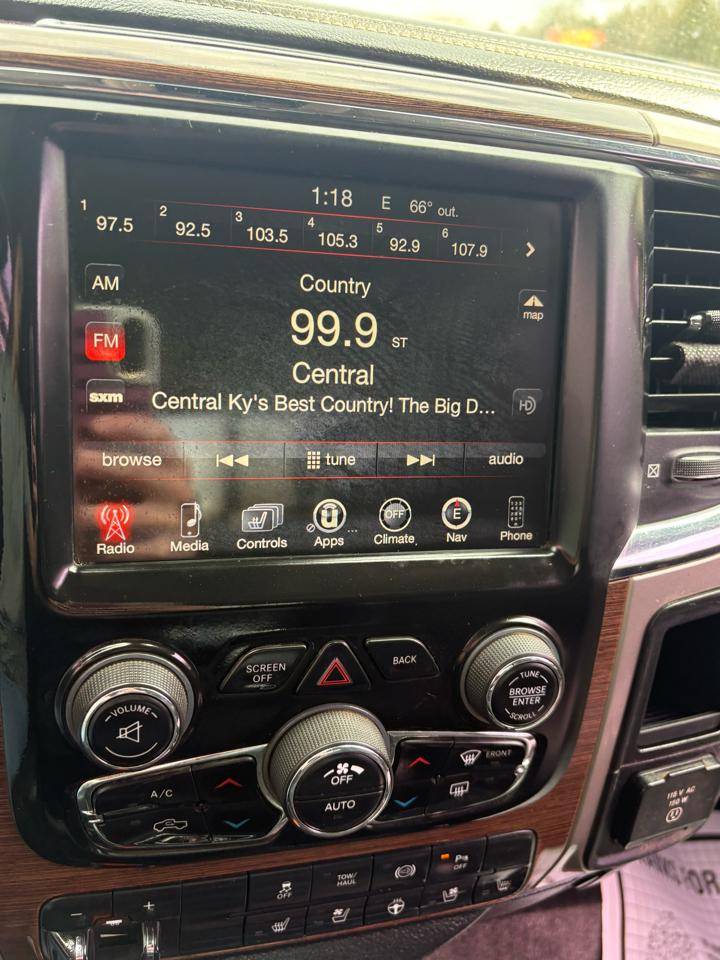 1:18 E 66° out.
1 97.5 2 92.5 3 103.5 4 105.3 5 92.9 6 107.9
AM
Country
map
FM
99.9 ST
Central
sxm
Central Ky's Best Country! The Big D...
HD
browse tune audio
OFF E
Radio Media Controls Apps Climate Nav Phone
SCREEN
OFF
BACK
TUNE
BROWSE
ENTER
SCROLL
VOLUME
OFF
AUTO
A/C
FRONT
115 V AC
150 W
OFF
TOW/
HAUL
P
OFF
- +